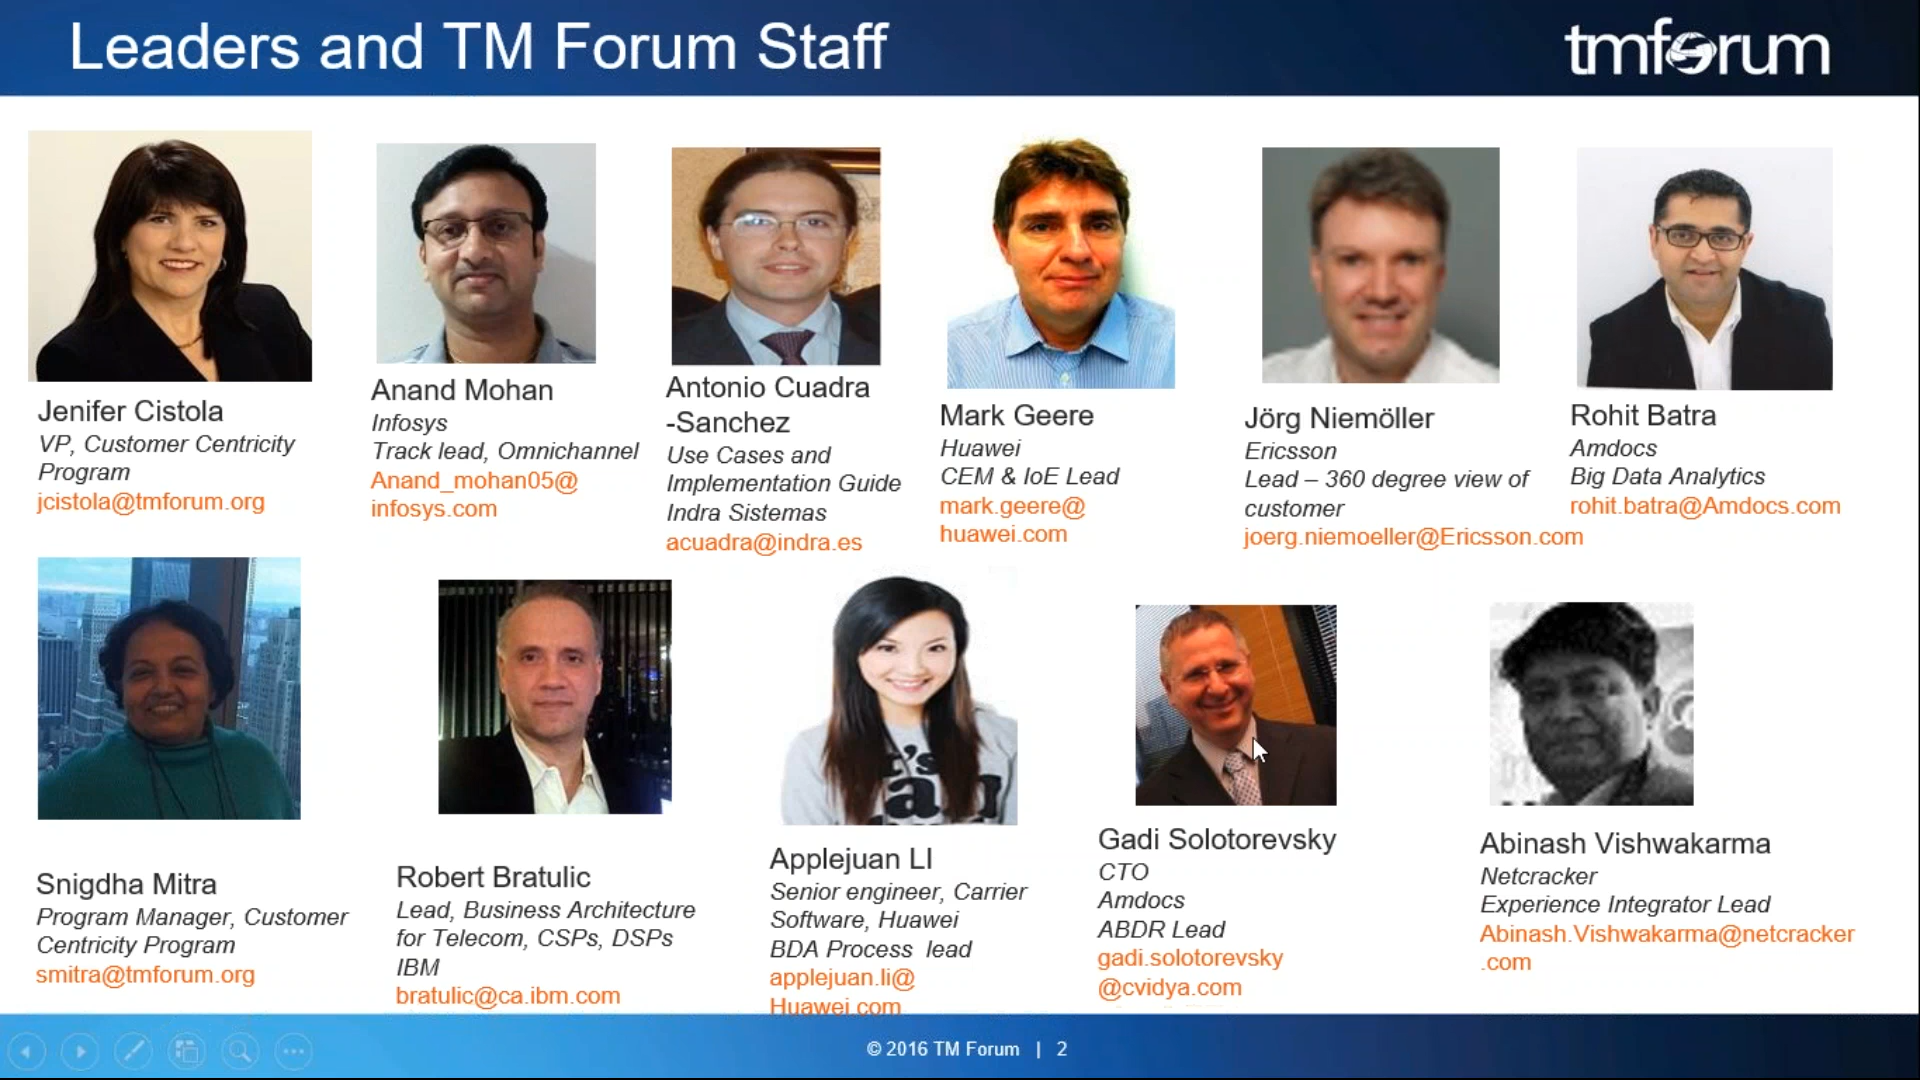 Leaders and TM Forum Staff
tmforum
Jenifer Cistola
VP, Customer Centricity
Program
jcistola@tmforum.org
Anand Mohan
Infosys
Track lead, Omnichannel
Anand_mohan05@
infosys.com
Antonio Cuadra
-Sanchez
Use Cases and
Implementation Guide
Indra Sistemas
acuadra@indra.es
Mark Geere
Huawei
CEM & IoE Lead
mark.geere@
huawei.com
Jörg Niemöller
Ericsson
Lead – 360 degree view of
customer
joerg.niemoeller@Ericsson.com
Rohit Batra
Amdocs
Big Data Analytics
rohit.batra@Amdocs.com
Snigdha Mitra
Program Manager, Customer
Centricity Program
smitra@tmforum.org
Robert Bratulic
Lead, Business Architecture
for Telecom, CSPs, DSPs
IBM
bratulic@ca.ibm.com
Applejuan LI
Senior engineer, Carrier
Software, Huawei
BDA Process lead
applejuan.li@
Huawei.com
Gadi Solotorevsky
CTO
Amdocs
ABDR Lead
gadi.solotorevsky
@cvidya.com
Abinash Vishwakarma
Netcracker
Experience Integrator Lead
Abinash.Vishwakarma@netcracker
.com
© 2016 TM Forum | 2